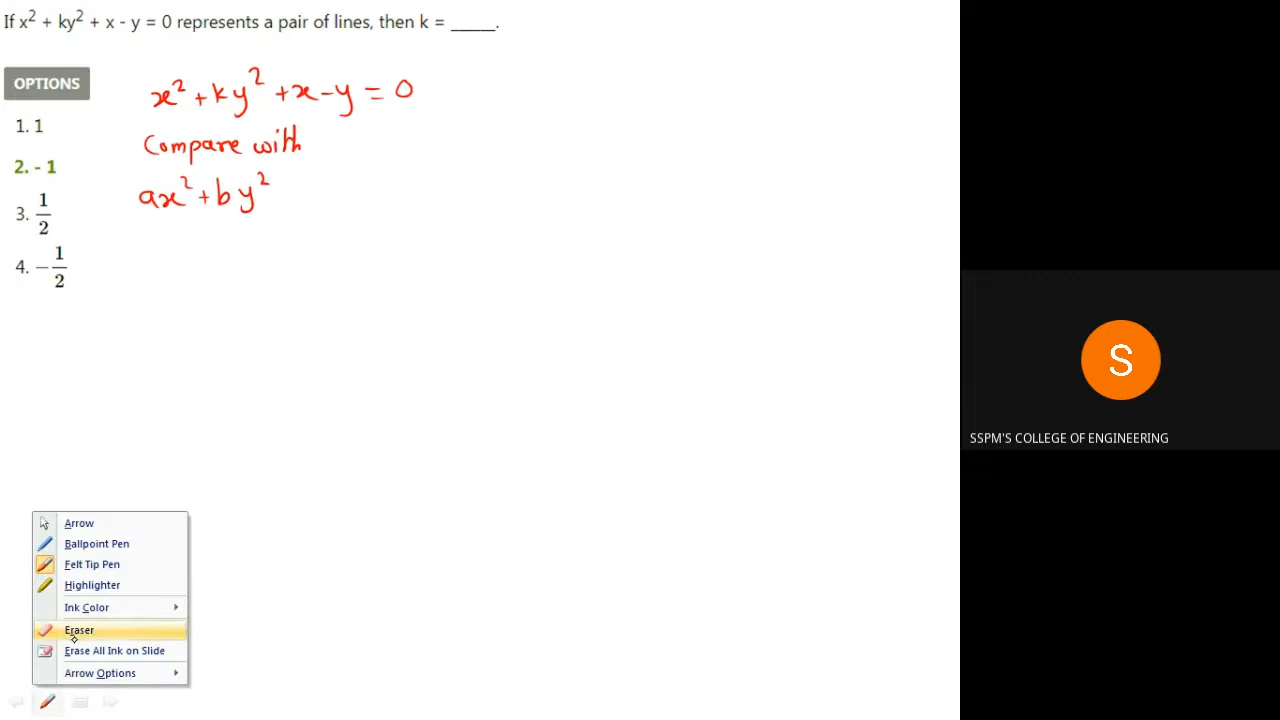 If x² + ky² + x - y = 0 represents a pair of lines, then k = _____.
OPTIONS
1. 1
2. - 1
3. 1/2
4. - 1/2
x² + ky² + x - y = 0
Compare with
ax² + by²
Arrow
Ballpoint Pen
Felt Tip Pen
Highlighter
Ink Color
Eraser
Erase All Ink on Slide
Arrow Options
S
SSPM'S COLLEGE OF ENGINEERING